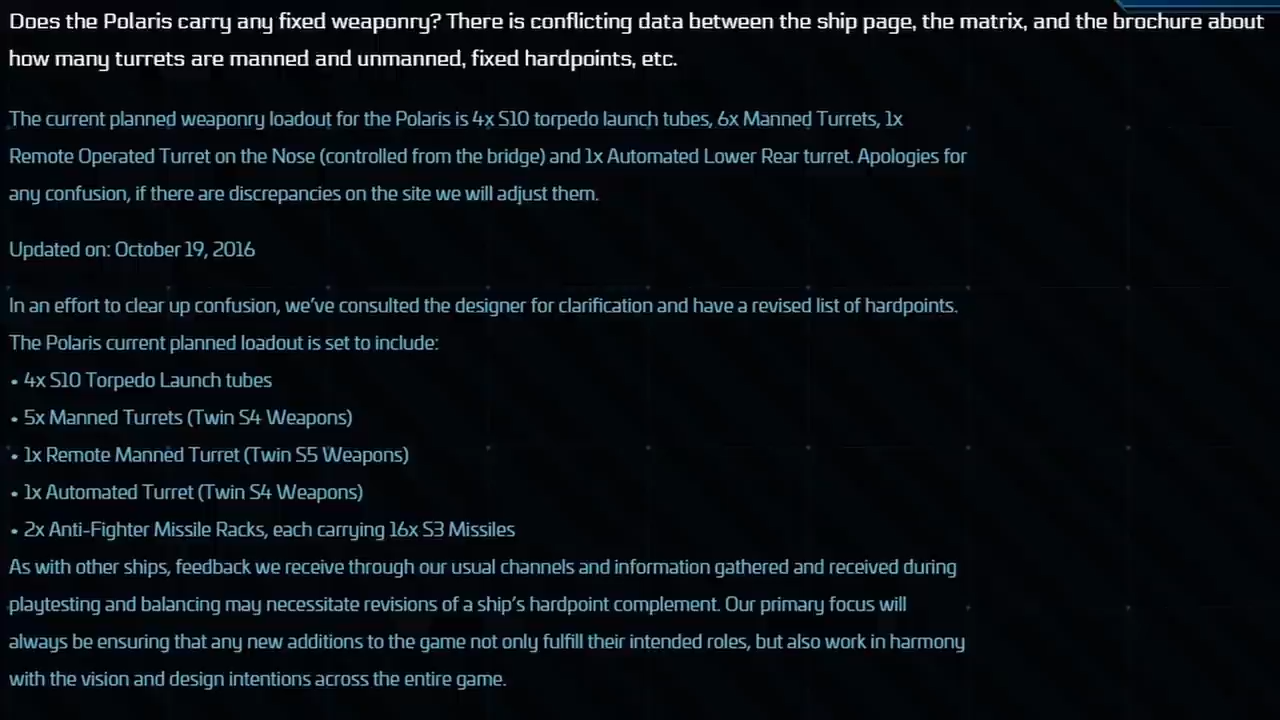 Does the Polaris carry any fixed weaponry? There is conflicting data between the ship page, the matrix, and the brochure about
how many turrets are manned and unmanned, fixed hardpoints, etc.
The current planned weaponry loadout for the Polaris is 4x S10 torpedo launch tubes, 6x Manned Turrets, 1x
Remote Operated Turret on the Nose (controlled from the bridge) and 1x Automated Lower Rear turret. Apologies for
any confusion, if there are discrepancies on the site we will adjust them.
Updated on: October 19, 2016
In an effort to clear up confusion, we've consulted the designer for clarification and have a revised list of hardpoints.
The Polaris current planned loadout is set to include:
• 4x S10 Torpedo Launch tubes
• 5x Manned Turrets (Twin S4 Weapons)
• 1x Remote Manned Turret (Twin S5 Weapons)
• 1x Automated Turret (Twin S4 Weapons)
• 2x Anti-Fighter Missile Racks, each carrying 16x S3 Missiles
As with other ships, feedback we receive through our usual channels and information gathered and received during
playtesting and balancing may necessitate revisions of a ship's hardpoint complement. Our primary focus will
always be ensuring that any new additions to the game not only fulfill their intended roles, but also work in harmony
with the vision and design intentions across the entire game.